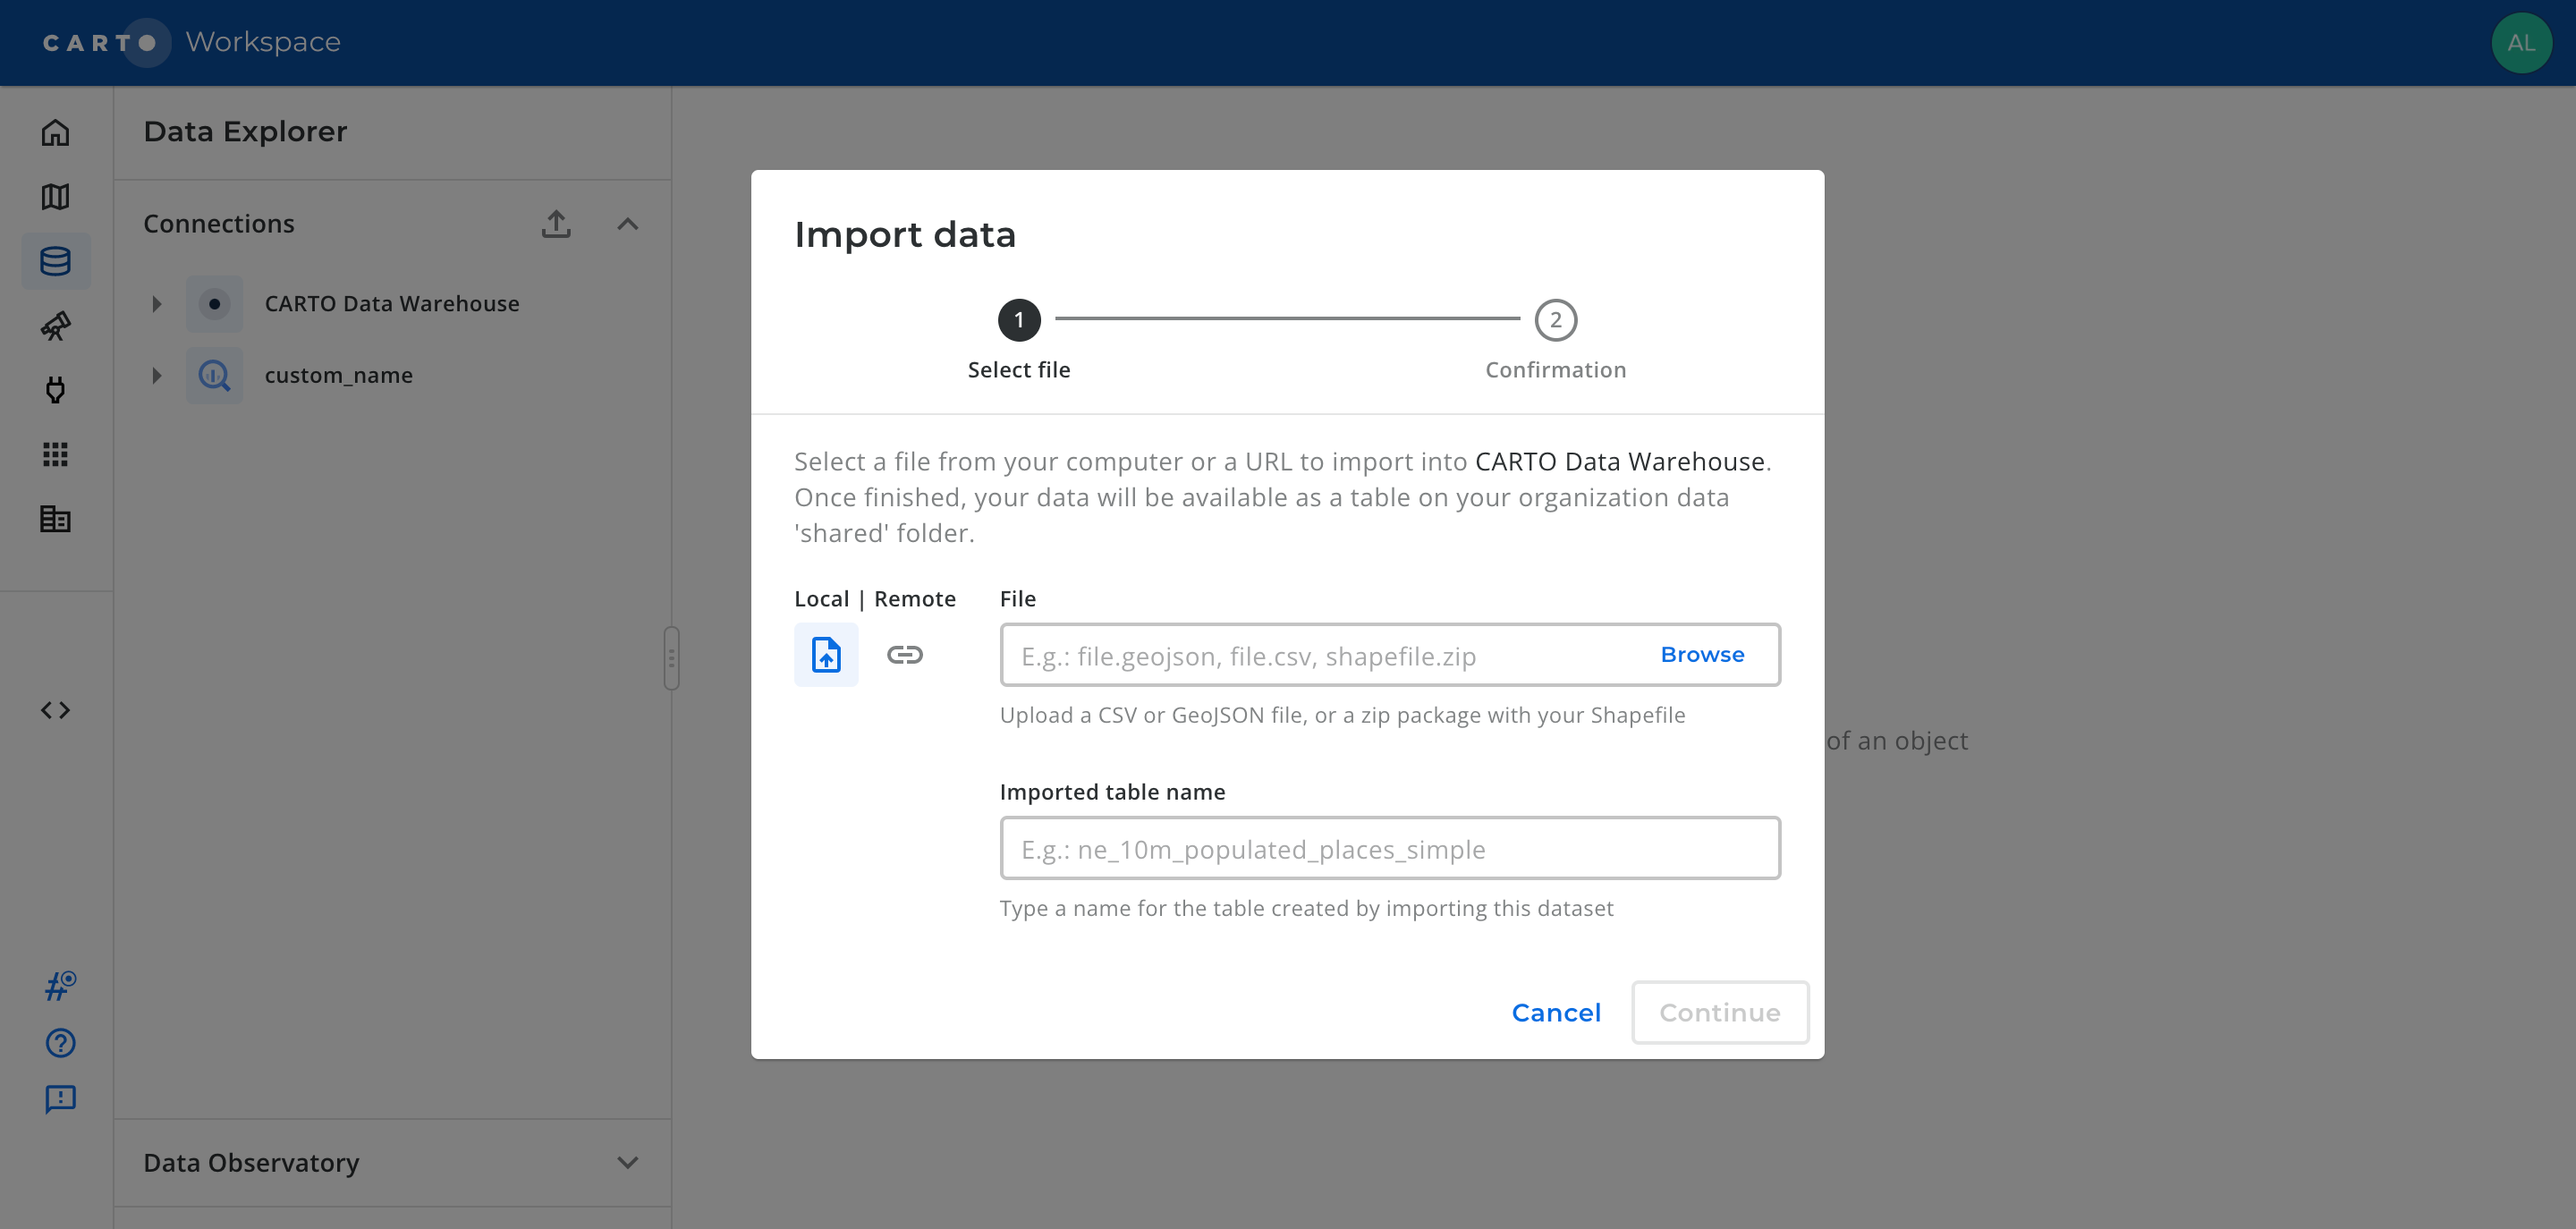 CARTO Workspace
AL
Data Explorer
Connections
CARTO Data Warehouse
custom_name
Data Observatory
Import data
1
2
Select file
Confirmation
Select a file from your computer or a URL to import into CARTO Data Warehouse.
Once finished, your data will be available as a table on your organization data
'shared' folder.
Local | Remote
File
E.g.: file.geojson, file.csv, shapefile.zip
Browse
Upload a CSV or GeoJSON file, or a zip package with your Shapefile
Imported table name
E.g.: ne_10m_populated_places_simple
Type a name for the table created by importing this dataset
Cancel
Continue
of an object